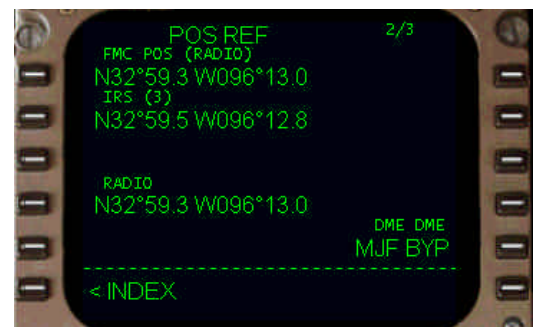 POS REF 2/3
FMC POS (RADIO)
N32°59.3 W096°13.0
IRS (3)
N32°59.5 W096°12.8
RADIO
N32°59.3 W096°13.0
DME DME
MJF BYP
< INDEX